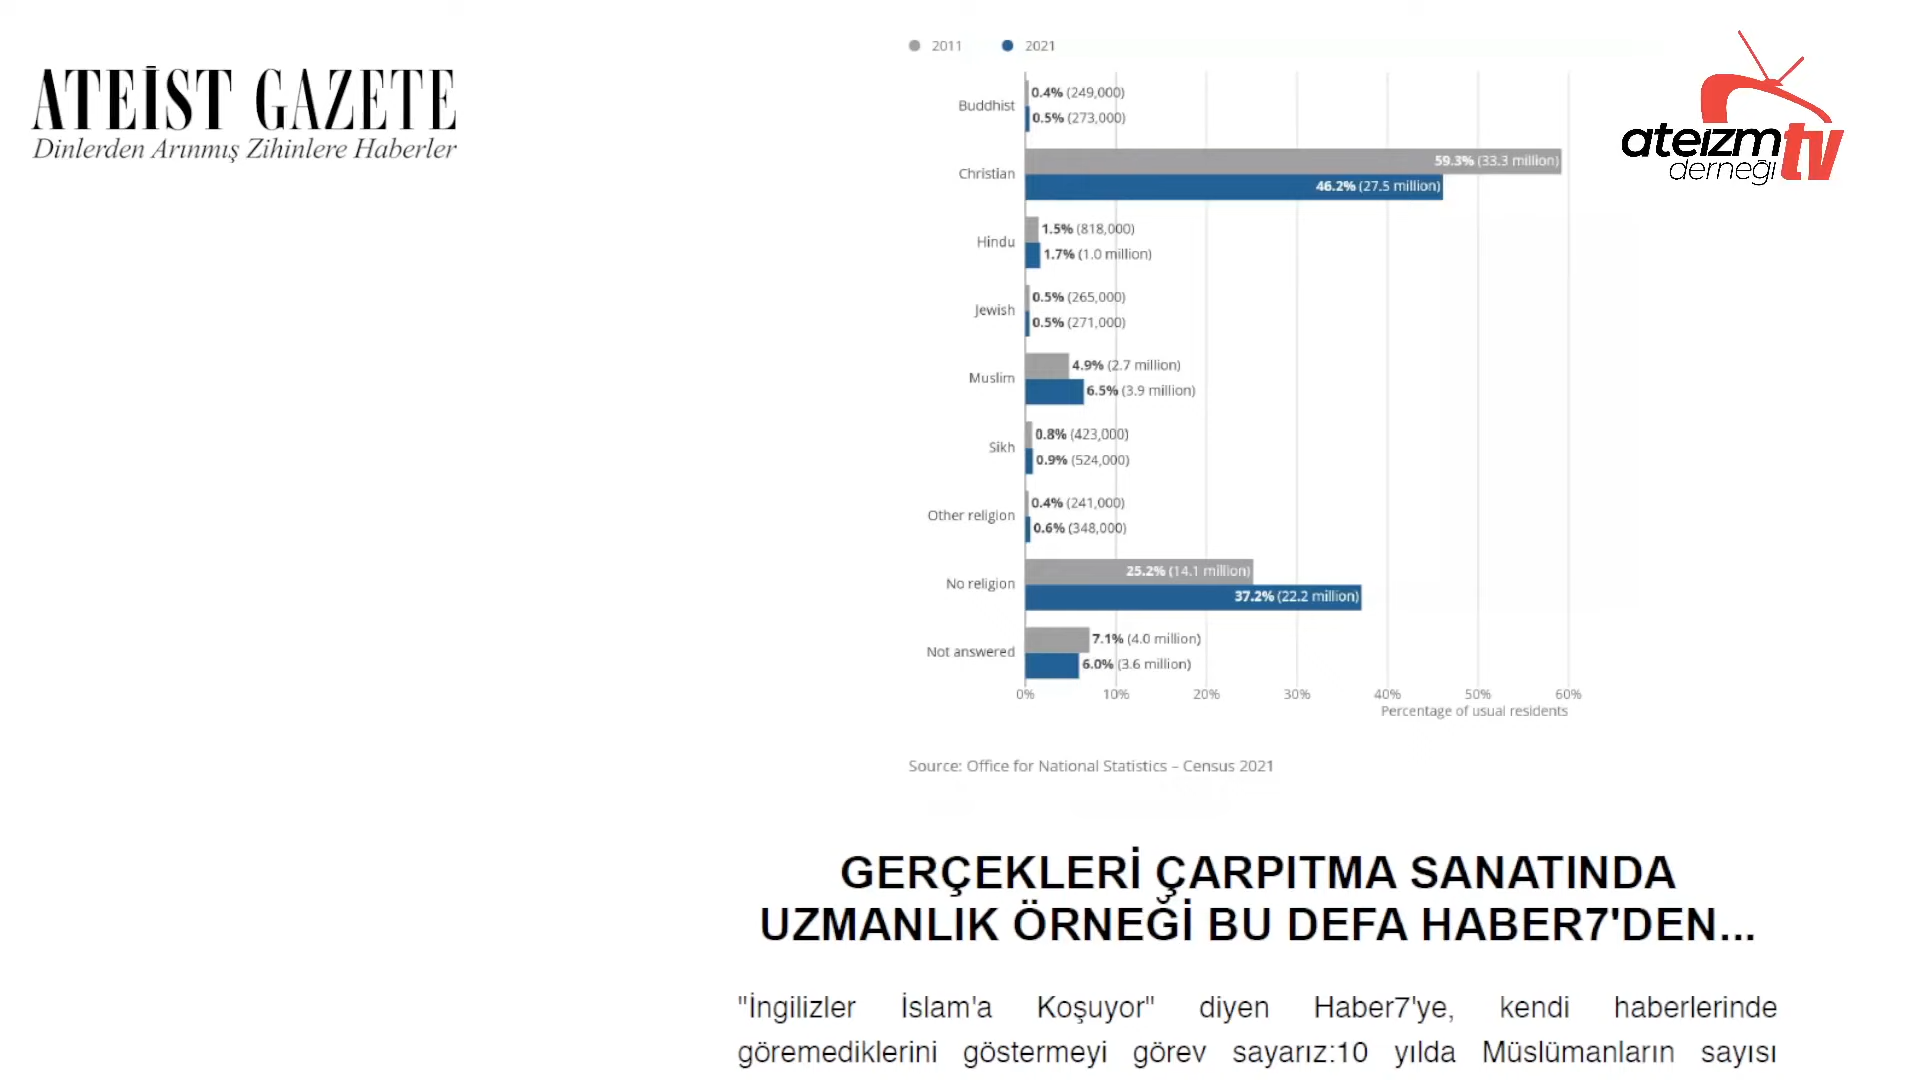 ATEİST GAZETE
Dinlerden Arınmış Zihinlere Haberler
2011 2021
Buddhist
0.4% (249,000)
0.5% (273,000)
Christian
59.3% (33.3 million)
46.2% (27.5 million)
Hindu
1.5% (818,000)
1.7% (1.0 million)
Jewish
0.5% (265,000)
0.5% (271,000)
Muslim
4.9% (2.7 million)
6.5% (3.9 million)
Sikh
0.8% (423,000)
0.9% (524,000)
Other religion
0.4% (241,000)
0.6% (348,000)
No religion
25.2% (14.1 million)
37.2% (22.2 million)
Not answered
7.1% (4.0 million)
6.0% (3.6 million)
0% 10% 20% 30% 40% 50% 60%
Percentage of usual residents
Source: Office for National Statistics – Census 2021
ateizm tv
derneği
GERÇEKLERİ ÇARPITMA SANATINDA
UZMANLIK ÖRNEĞİ BU DEFA HABER7'DEN...
"İngilizler İslam'a Koşuyor" diyen Haber7'ye, kendi haberlerinde
göremediklerini göstermeyi görev sayarız:10 yılda Müslümanların sayısı